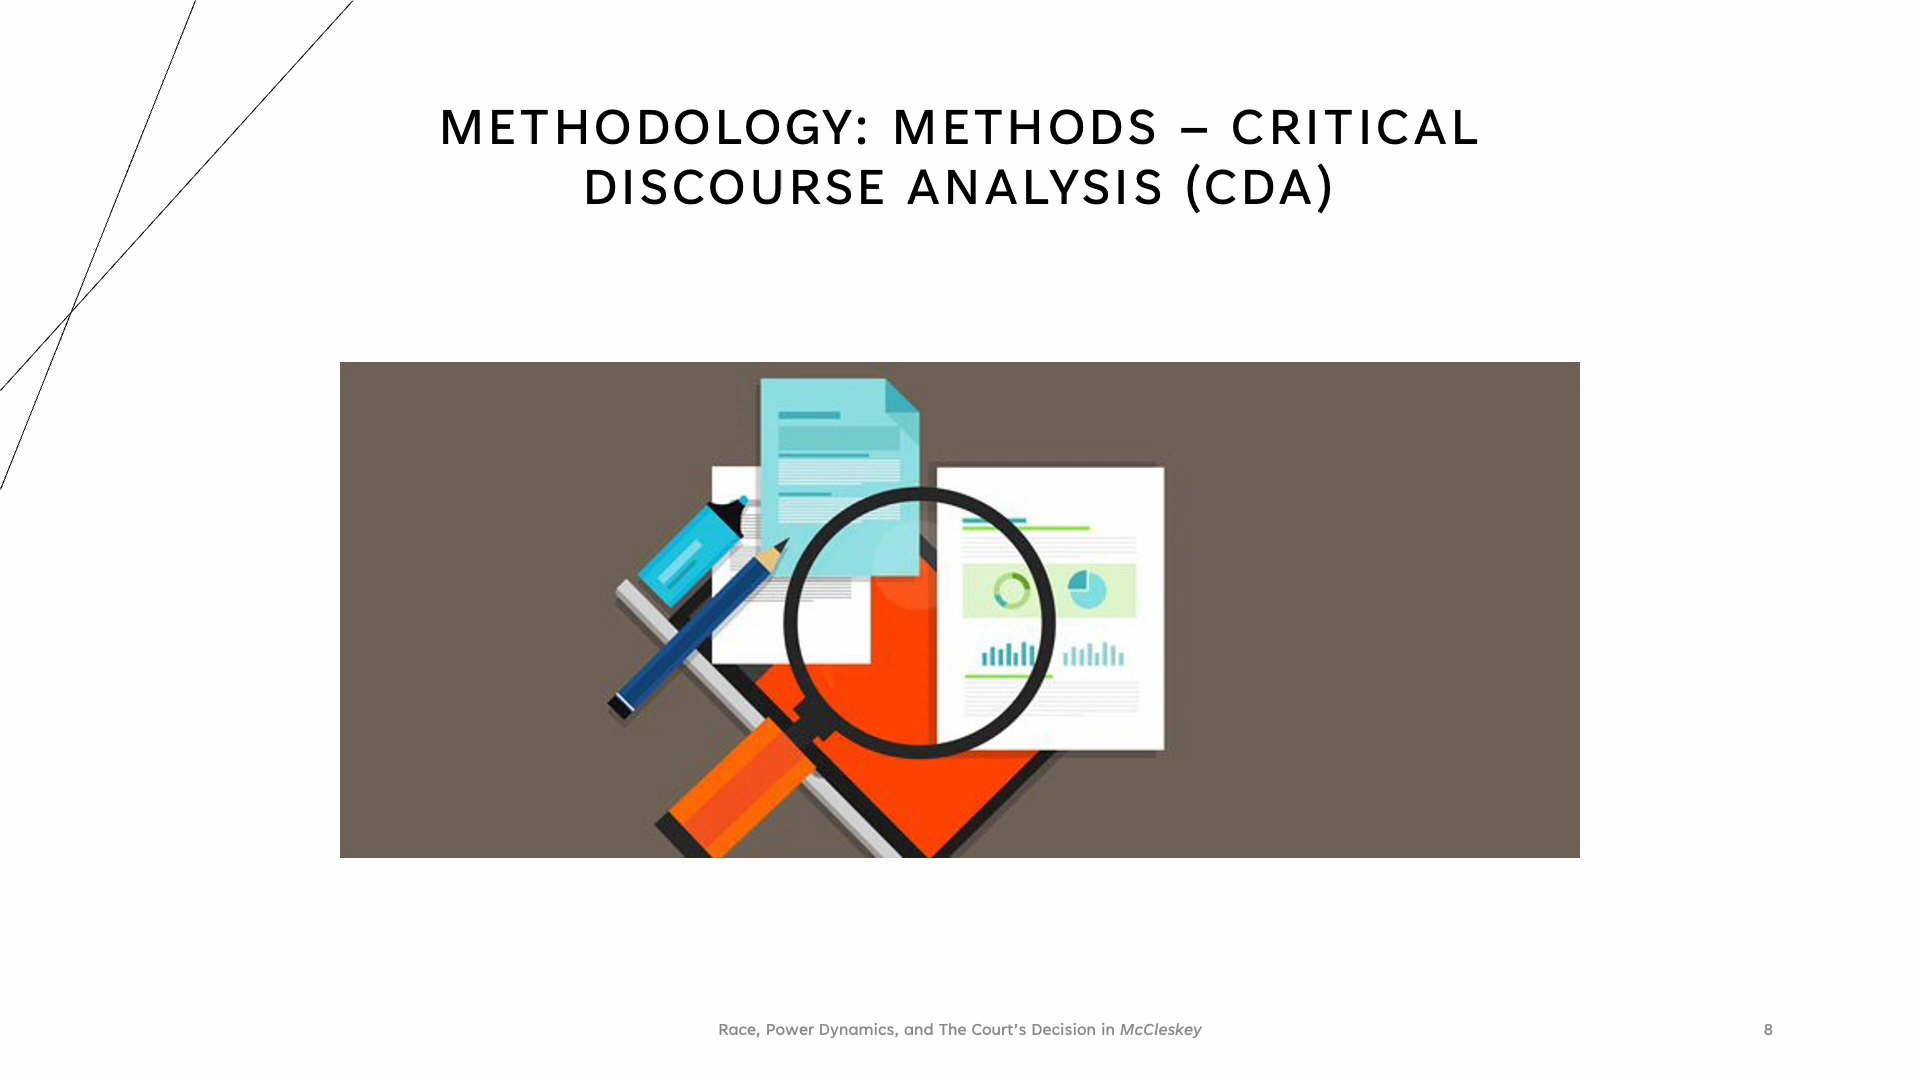 METHODOLOGY: METHODS – CRITICAL
DISCOURSE ANALYSIS (CDA)
Race, Power Dynamics, and The Court's Decision in McCleskey
8